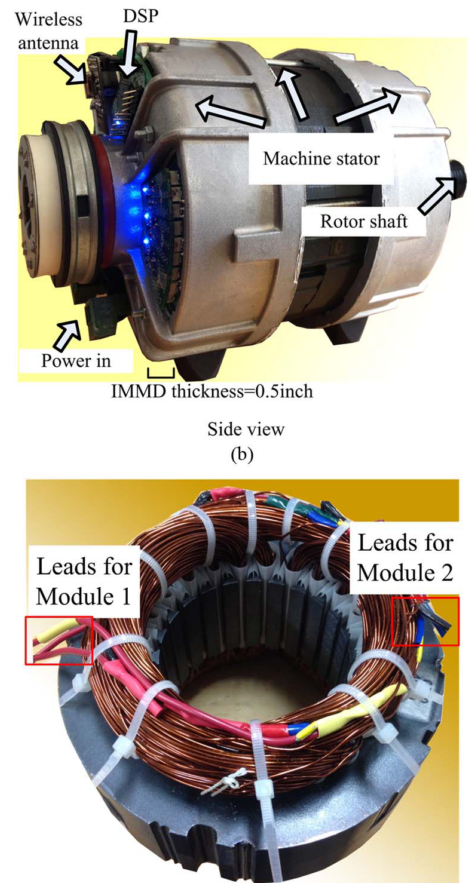 Wireless
antenna
DSP
Machine stator
Rotor shaft
Power in
IMMD thickness=0.5inch
Side view
(b)
Leads for
Module 1
Leads for
Module 2